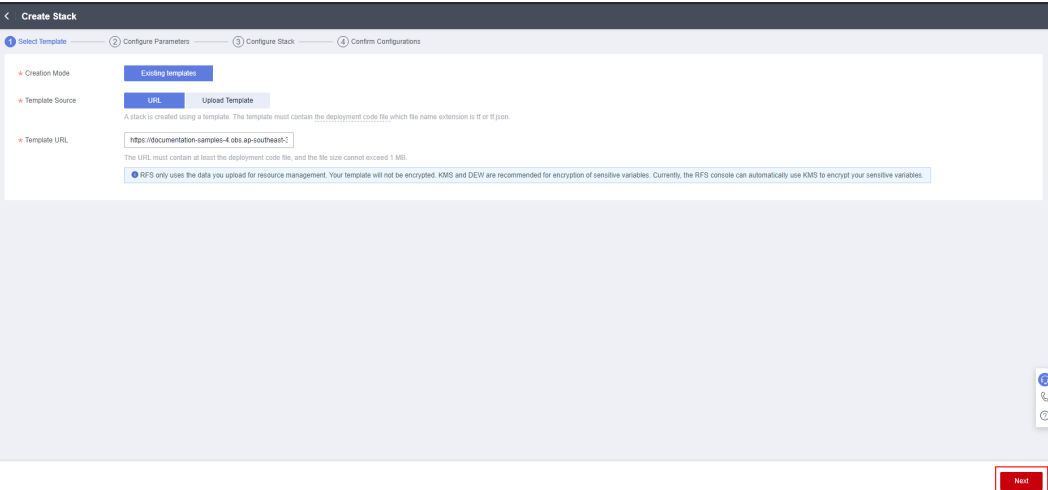 < Create Stack
1 Select Template 2 Configure Parameters 3 Configure Stack 4 Confirm Configurations
* Creation Mode Existing templates
* Template Source URL Upload Template
A stack is created using a template. The template must contain the deployment code file which file name extension is tf or tf.json.
* Template URL https://documentation-samples-4.obs.ap-southeast-3
The URL must contain at least the deployment code file, and the file size cannot exceed 1 MB.
RFS only uses the data you upload for resource management. Your template will not be encrypted. KMS and DEW are recommended for encryption of sensitive variables. Currently, the RFS console can automatically use KMS to encrypt your sensitive variables.
Next